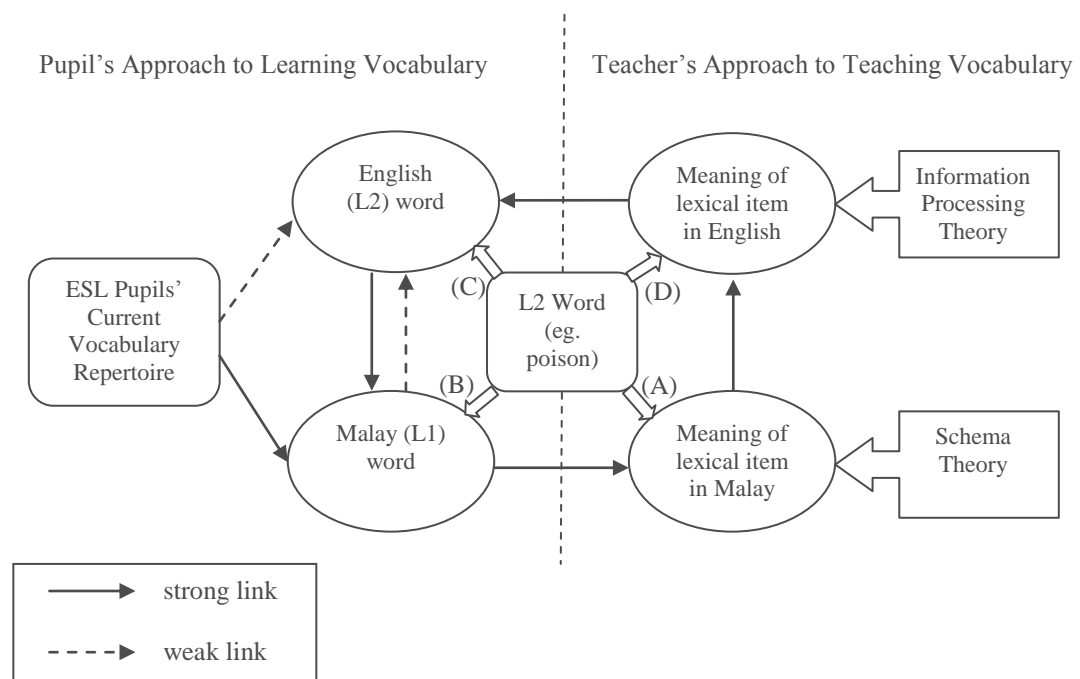 Pupil’s Approach to Learning Vocabulary
Teacher’s Approach to Teaching Vocabulary
English
(L2) word
Meaning of
lexical item
in English
Information
Processing
Theory
ESL Pupils’
Current
Vocabulary
Repertoire
(C)
(D)
L2 Word
(eg.
poison)
(B)
(A)
Malay (L1)
word
Meaning of
lexical item
in Malay
Schema
Theory
strong link
weak link